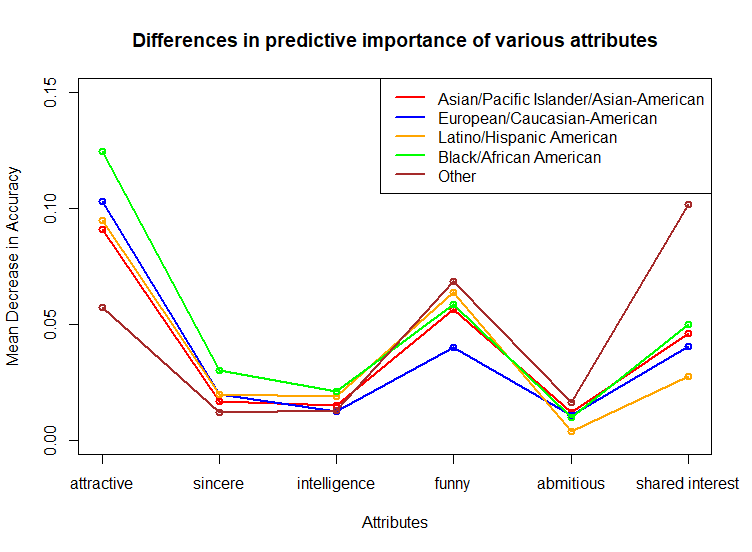 Differences in predictive importance of various attributes
Asian/Pacific Islander/Asian-American
European/Caucasian-American
Latino/Hispanic American
Black/African American
Other
Mean Decrease in Accuracy
0.15
0.10
0.05
0.00
attractive sincere intelligence funny abmitious shared interest
Attributes